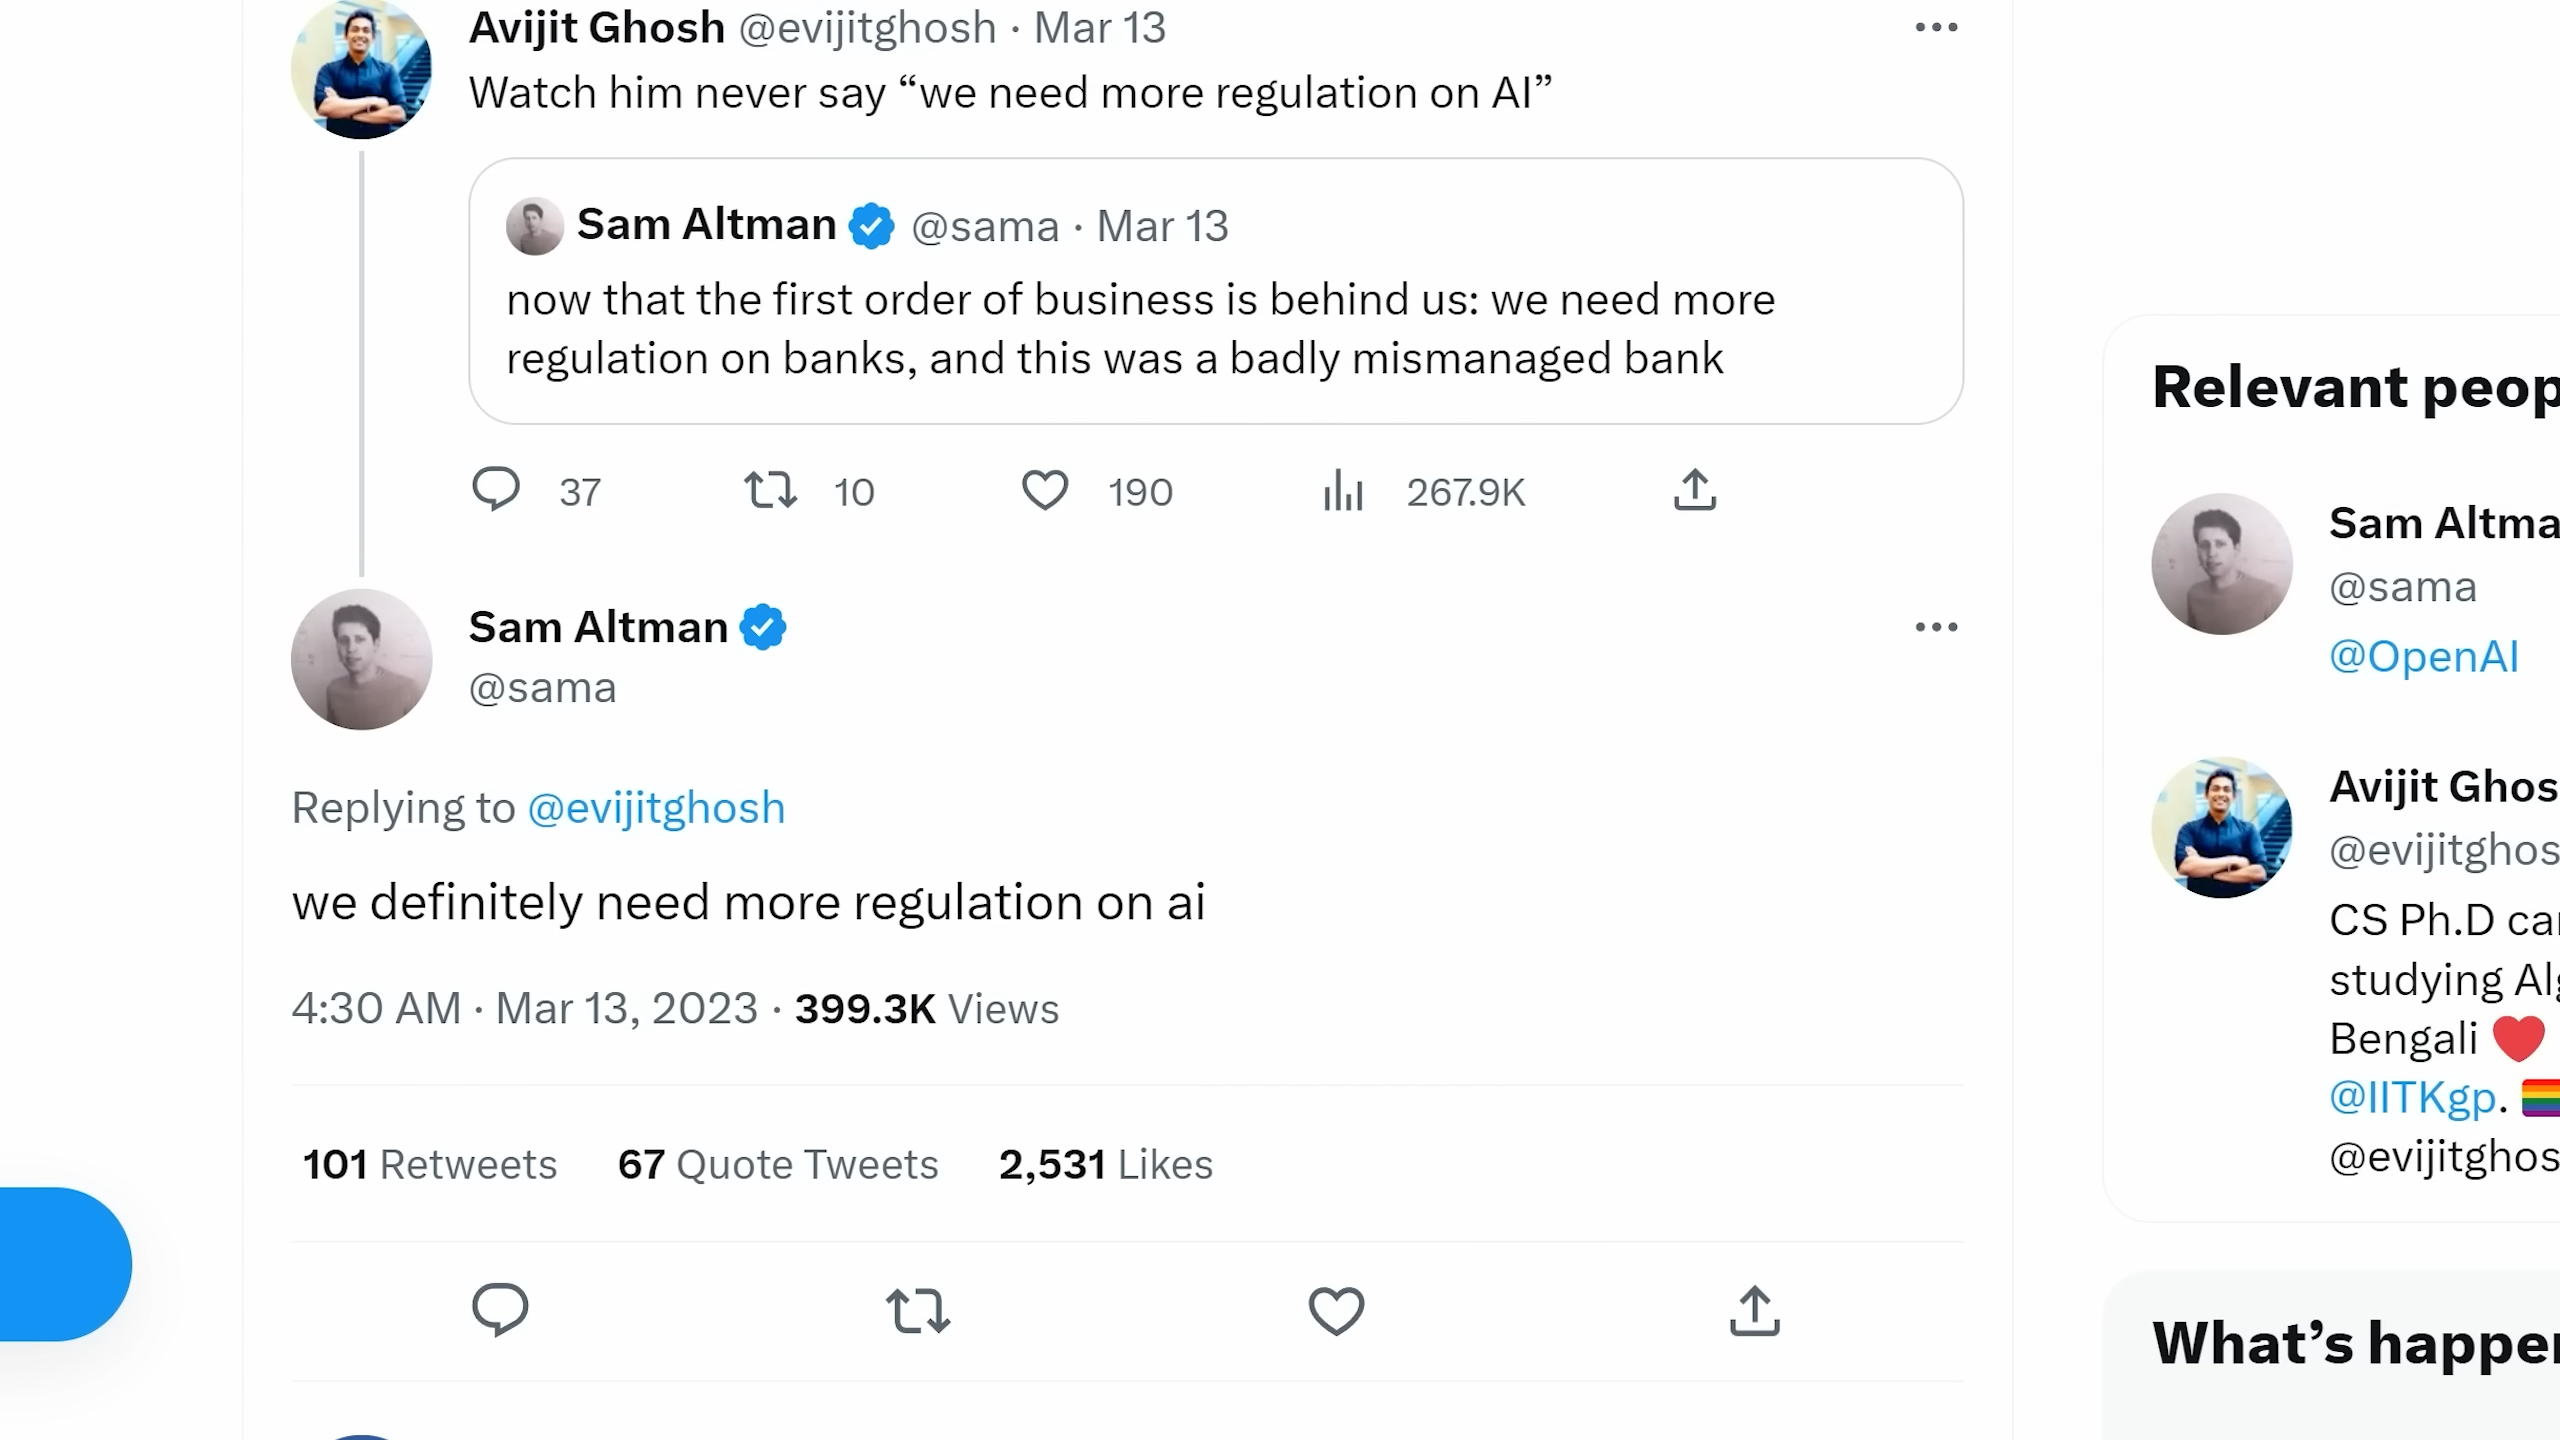 Avijit Ghosh @evijitghosh · Mar 13
Watch him never say “we need more regulation on AI”
Sam Altman @sama · Mar 13
now that the first order of business is behind us: we need more
regulation on banks, and this was a badly mismanaged bank
37 10 190 267.9K
Sam Altman
@sama
Replying to @evijitghosh
we definitely need more regulation on ai
4:30 AM · Mar 13, 2023 · 399.3K Views
101 Retweets 67 Quote Tweets 2,531 Likes
Relevant peop
Sam Altma
@sama
@OpenAI
Avijit Ghos
@evijitghos
CS Ph.D ca
studying Al
Bengali ❤️
@IITKgp.
@evijitghos
What’s happe